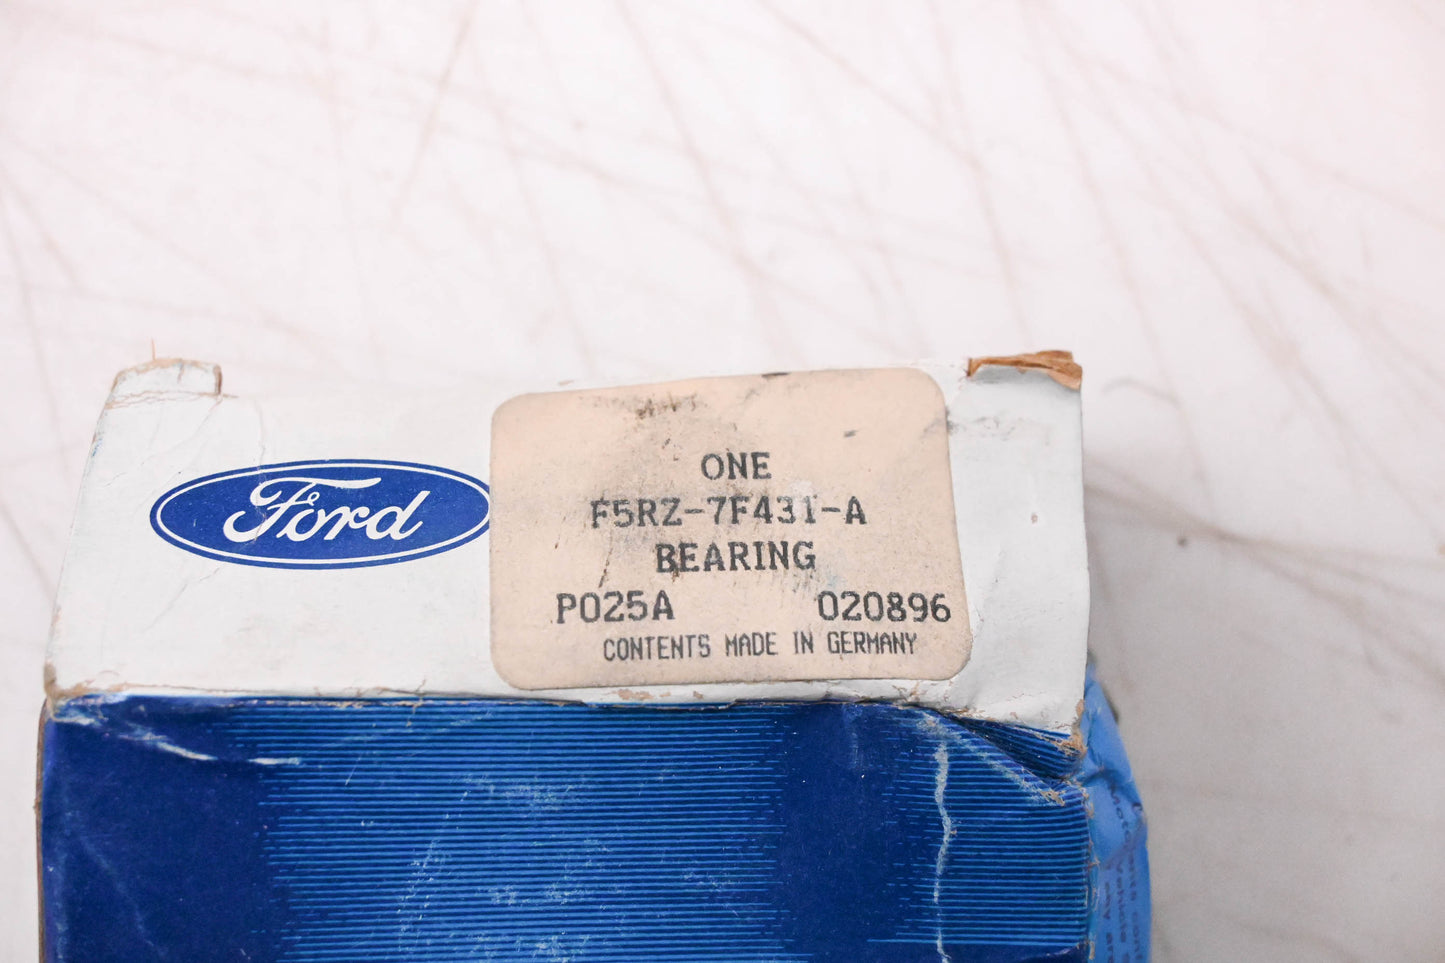 Ford
ONE
F5RZ-7F431-A
BEARING
P025A 020896
CONTENTS MADE IN GERMANY